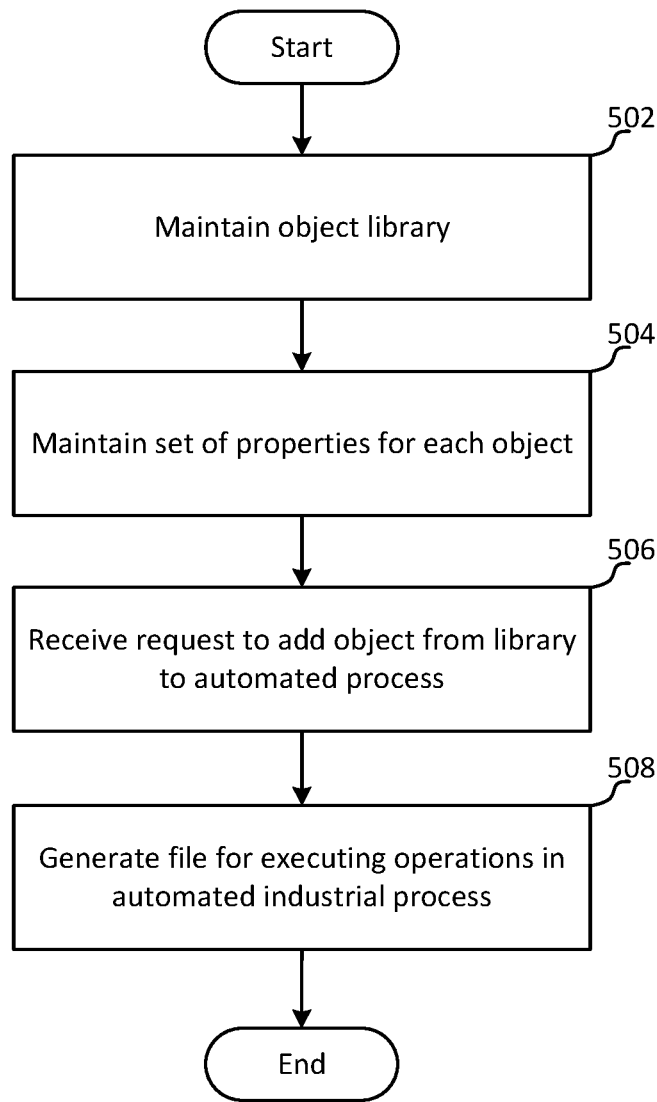 Start
502
Maintain object library
504
Maintain set of properties for each object
506
Receive request to add object from library
to automated process
508
Generate file for executing operations in
automated industrial process
End